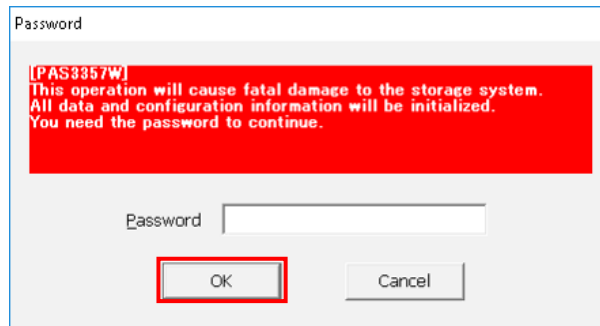 Password
[PAS3357W]
This operation will cause fatal damage to the storage system.
All data and configuration information will be initialized.
You need the password to continue.
Password
OK
Cancel